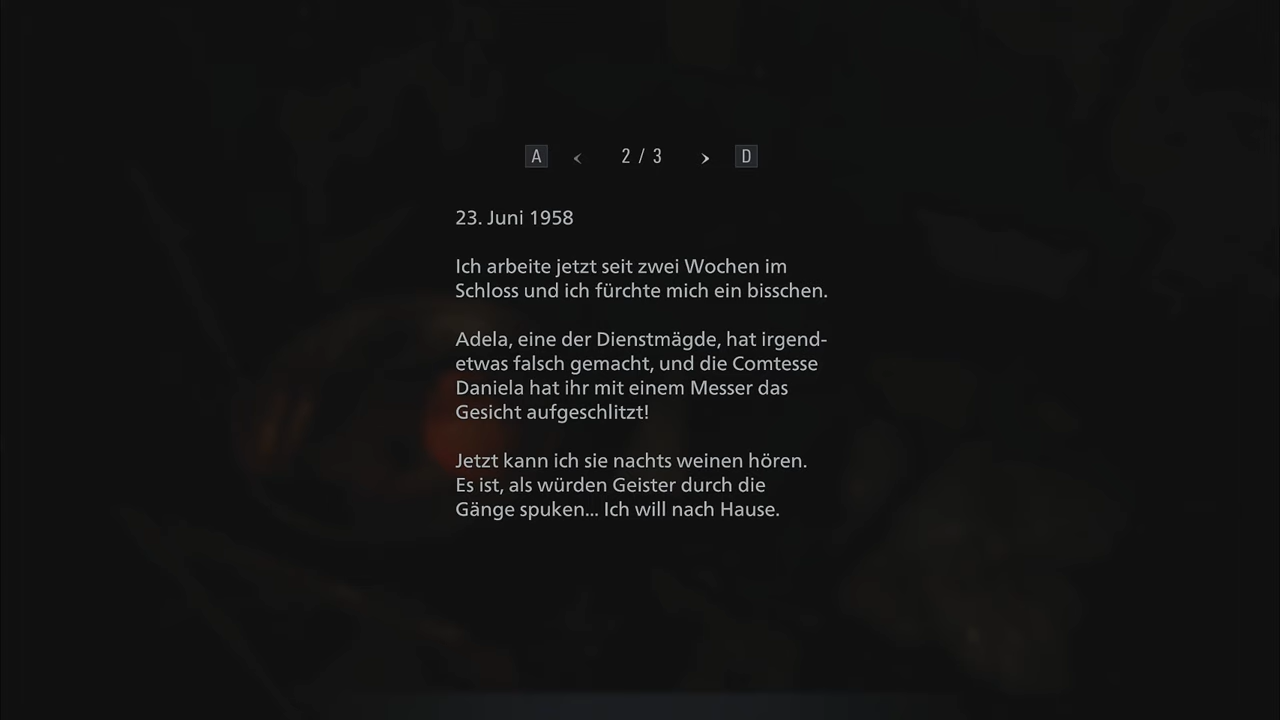 A < 2 / 3 > D
23. Juni 1958
Ich arbeite jetzt seit zwei Wochen im
Schloss und ich fürchte mich ein bisschen.
Adela, eine der Dienstmägde, hat irgend-
etwas falsch gemacht, und die Comtesse
Daniela hat ihr mit einem Messer das
Gesicht aufgeschlitzt!
Jetzt kann ich sie nachts weinen hören.
Es ist, als würden Geister durch die
Gänge spuken... Ich will nach Hause.